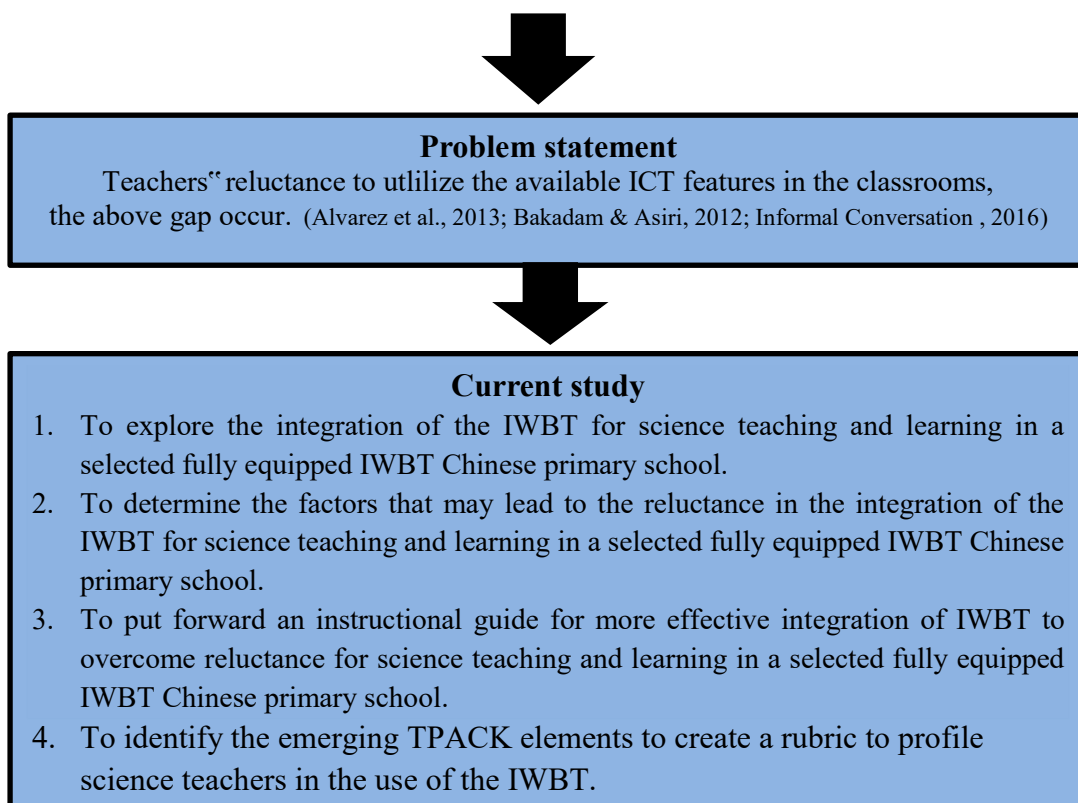 Problem statement
Teachers‟ reluctance to utlilize the available ICT features in the classrooms,
the above gap occur. (Alvarez et al., 2013; Bakadam & Asiri, 2012; Informal Conversation , 2016)
Current study
1. To explore the integration of the IWBT for science teaching and learning in a
selected fully equipped IWBT Chinese primary school.
2. To determine the factors that may lead to the reluctance in the integration of the
IWBT for science teaching and learning in a selected fully equipped IWBT Chinese
primary school.
3. To put forward an instructional guide for more effective integration of IWBT to
overcome reluctance for science teaching and learning in a selected fully equipped
IWBT Chinese primary school.
4. To identify the emerging TPACK elements to create a rubric to profile
science teachers in the use of the IWBT.